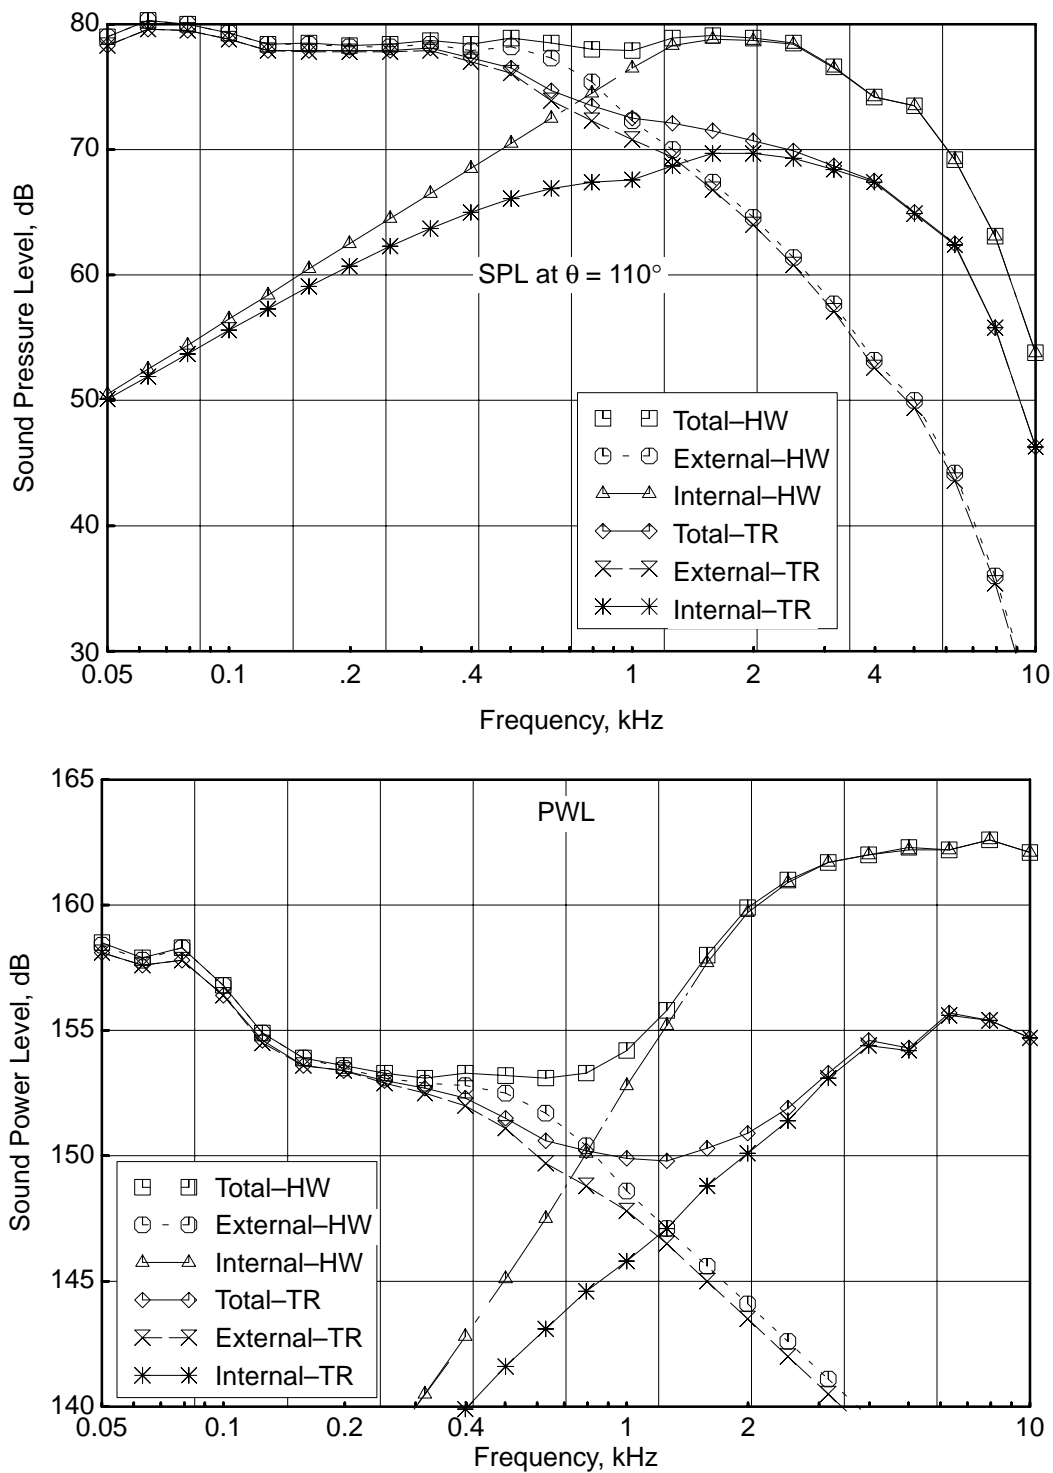 80
70
60
50
40
30
Sound Pressure Level, dB
SPL at θ = 110°
Total–HW
External–HW
Internal–HW
Total–TR
External–TR
Internal–TR
0.05 0.1 .2 .4 1 2 4 10
Frequency, kHz
165
160
155
150
145
140
Sound Power Level, dB
PWL
Total–HW
External–HW
Internal–HW
Total–TR
External–TR
Internal–TR
0.05 0.1 0.2 0.4 1 2 10
Frequency, kHz